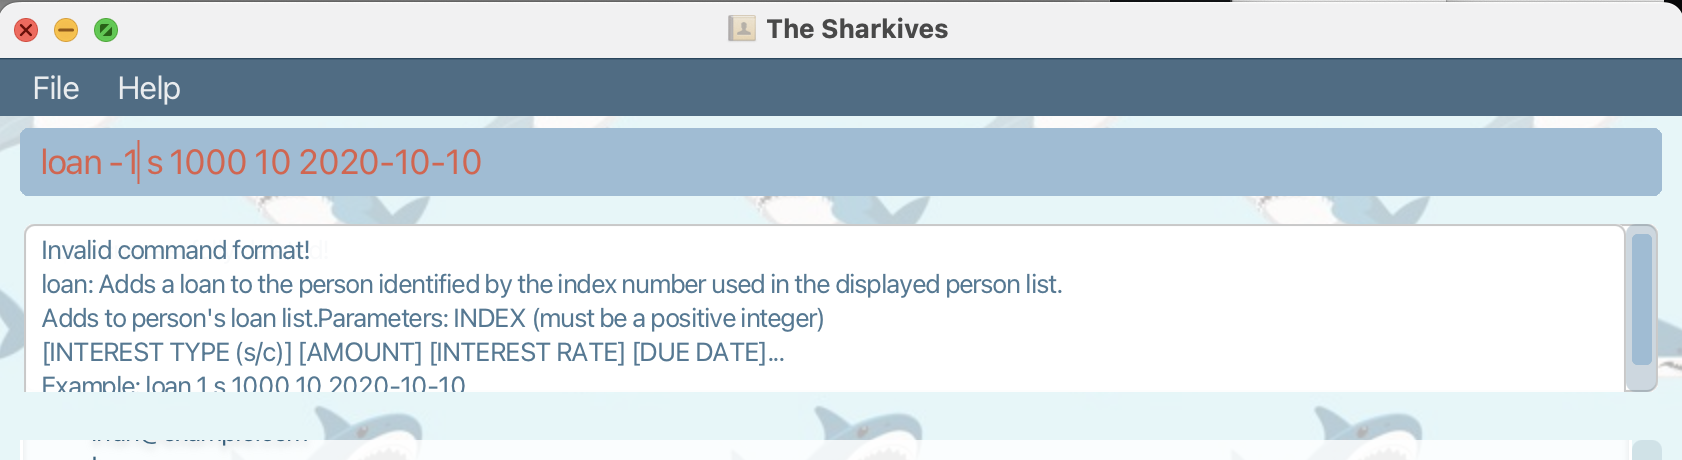 The Sharkives
File Help
loan -1 s 1000 10 2020-10-10
Invalid command format!
loan: Adds a loan to the person identified by the index number used in the displayed person list.
Adds to person's loan list.Parameters: INDEX (must be a positive integer)
[INTEREST TYPE (s/c)] [AMOUNT] [INTEREST RATE] [DUE DATE]...
Example: loan 1 s 1000 10 2020-10-10